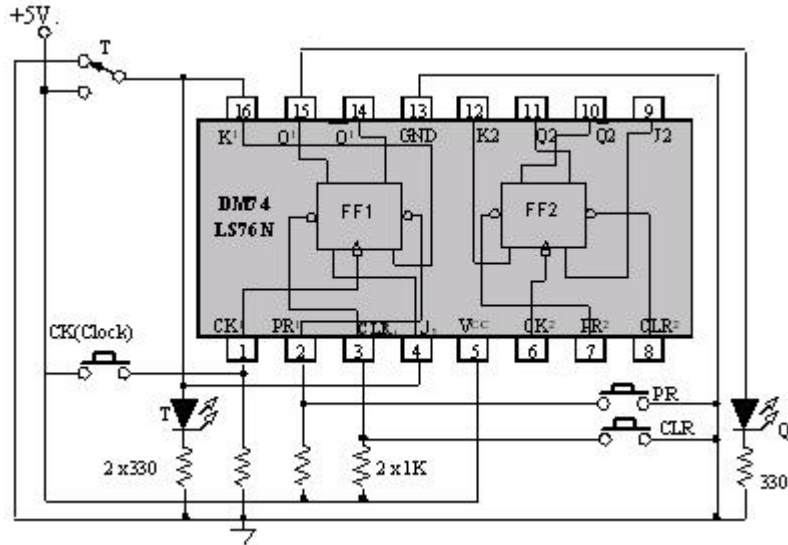 +5V
T
16 15 14 13 12 11 10 9
K¹ Q¹ Q¹ GND K2 Q2 Q2 J2
DM74
LS76N
FF1
FF2
CK¹ PR¹ CLR₁ J₁ VCC CK² PR² CLR²
1 2 3 4 5 6 7 8
CK(Clock)
PR
CLR
T
Q
2 x330
2 x1K
330